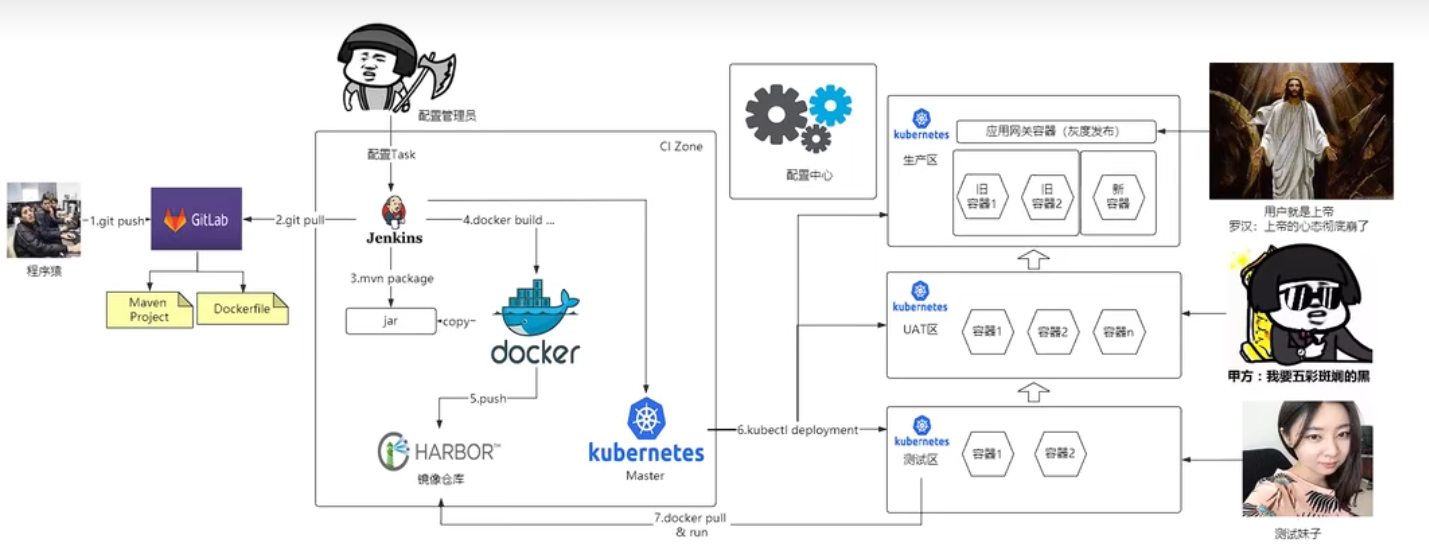 配置管理员
配置Task
CI Zone
程序猿
1.git push
GitLab
2.git pull
Maven
Project
Dockerfile
Jenkins
4.docker build ...
3.mvn package
jar
copy
docker
5.push
HARBOR™
镜像仓库
kubernetes
Master
6.kubectl deployment
7.docker pull
& run
配置中心
kubernetes
生产区
应用网关容器（灰度发布）
旧
容器1
旧
容器2
新
容器
用户就是上帝
罗汉：上帝的心态彻底崩了
kubernetes
UAT区
容器1
容器2
容器n
甲方：我要五彩斑斓的黑
kubernetes
测试区
容器1
容器2
测试妹子